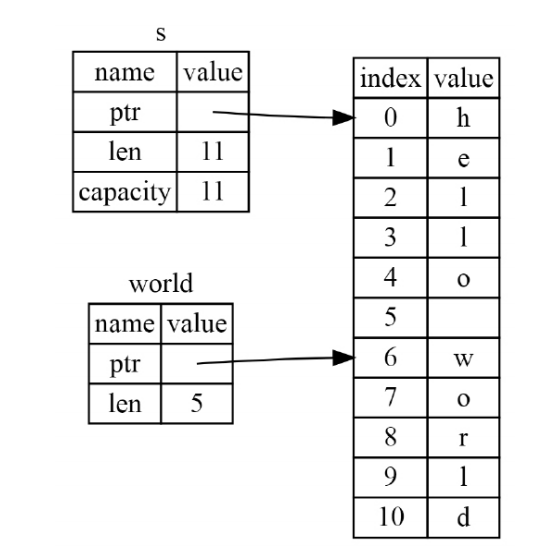 s
name value
ptr
len 11
capacity 11
world
name value
ptr
len 5
index value
0 h
1 e
2 l
3 l
4 o
5
6 w
7 o
8 r
9 l
10 d